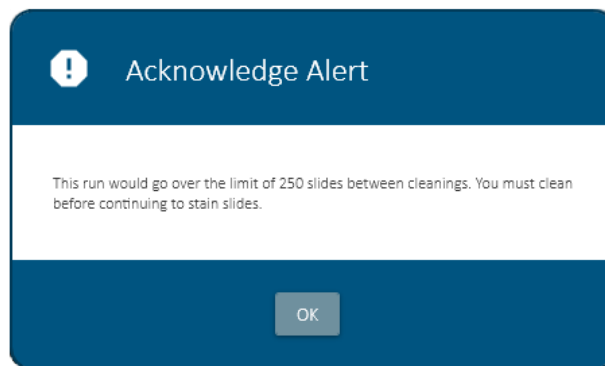 Acknowledge Alert
This run would go over the limit of 250 slides between cleanings. You must clean
before continuing to stain slides.
OK